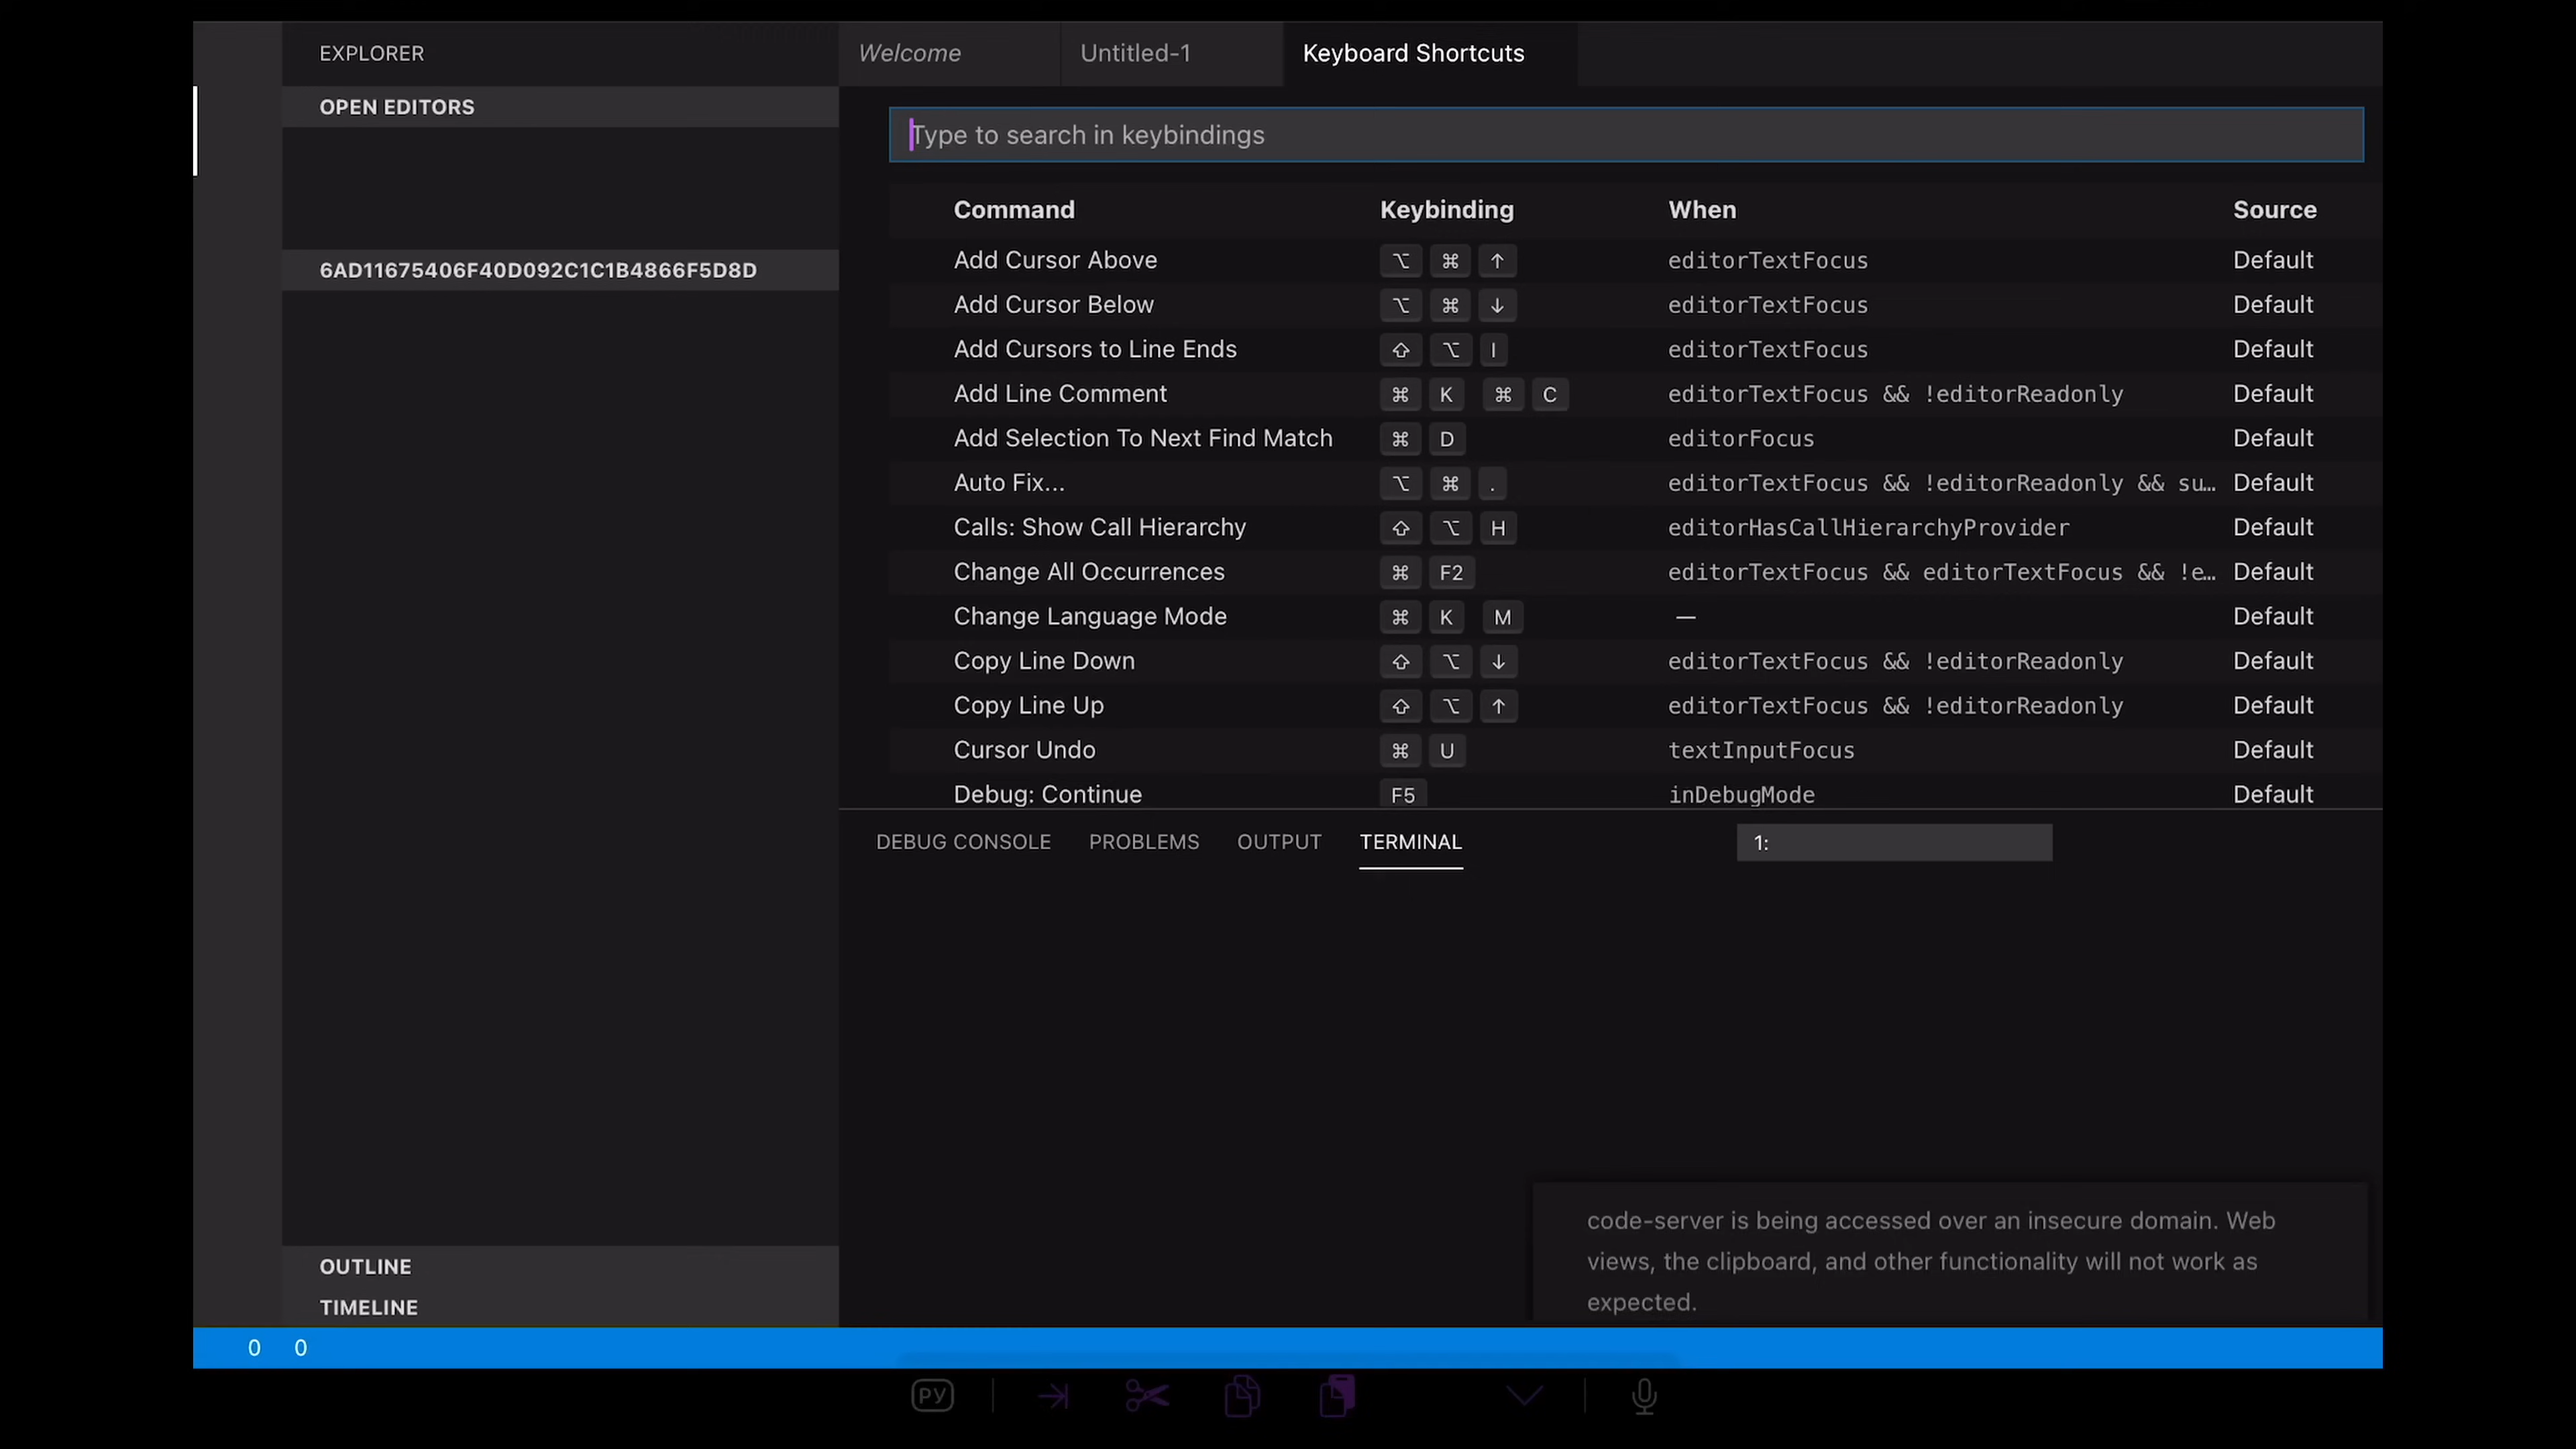 EXPLORER
OPEN EDITORS
6AD11675406F40D092C1C1B4866F5D8D
OUTLINE
TIMELINE
Welcome Untitled-1 Keyboard Shortcuts
Type to search in keybindings
Command Keybinding When Source
Add Cursor Above ⌥ ⌘ ↑ editorTextFocus Default
Add Cursor Below ⌥ ⌘ ↓ editorTextFocus Default
Add Cursors to Line Ends ⇧ ⌥ I editorTextFocus Default
Add Line Comment ⌘ K ⌘ C editorTextFocus && !editorReadonly Default
Add Selection To Next Find Match ⌘ D editorFocus Default
Auto Fix... ⌥ ⌘ . editorTextFocus && !editorReadonly && su... Default
Calls: Show Call Hierarchy ⇧ ⌥ H editorHasCallHierarchyProvider Default
Change All Occurrences ⌘ F2 editorTextFocus && editorTextFocus && !e... Default
Change Language Mode ⌘ K M — Default
Copy Line Down ⇧ ⌥ ↓ editorTextFocus && !editorReadonly Default
Copy Line Up ⇧ ⌥ ↑ editorTextFocus && !editorReadonly Default
Cursor Undo ⌘ U textInputFocus Default
Debug: Continue F5 inDebugMode Default
DEBUG CONSOLE PROBLEMS OUTPUT TERMINAL 1:
code-server is being accessed over an insecure domain. Web
views, the clipboard, and other functionality will not work as
expected.
0 0
РУ